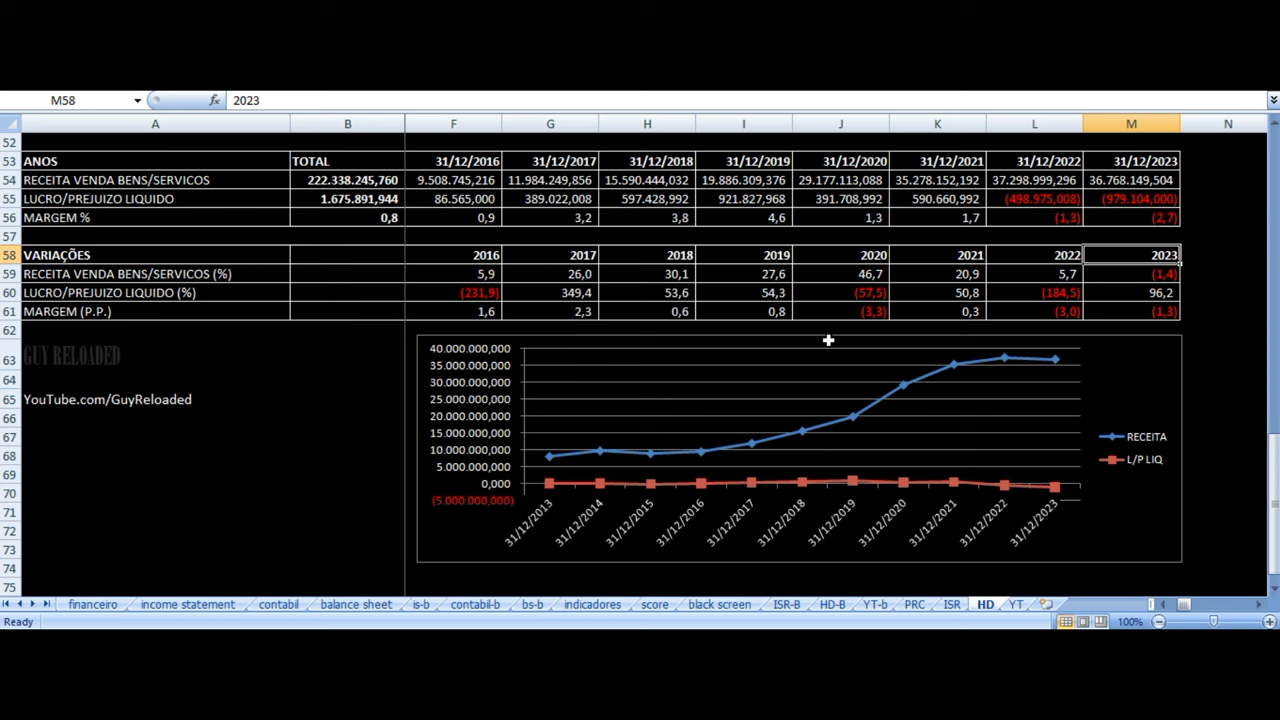 M58 fx 2023
A B F G H I J K L M N
52
53 ANOS TOTAL 31/12/2016 31/12/2017 31/12/2018 31/12/2019 31/12/2020 31/12/2021 31/12/2022 31/12/2023
54 RECEITA VENDA BENS/SERVICOS 222.338.245,760 9.508.745,216 11.984.249,856 15.590.444,032 19.886.309,376 29.177.113,088 35.278.152,192 37.298.999,296 36.768.149,504
55 LUCRO/PREJUIZO LIQUIDO 1.675.891,944 86.565,000 389.022,008 597.428,992 921.827,968 391.708,992 590.660,992 (498.975,008) (979.104,000)
56 MARGEM % 0,8 0,9 3,2 3,8 4,6 1,3 1,7 (1,3) (2,7)
57
58 VARIAÇÕES 2016 2017 2018 2019 2020 2021 2022 2023
59 RECEITA VENDA BENS/SERVICOS (%) 5,9 26,0 30,1 27,6 46,7 20,9 5,7 (1,4)
60 LUCRO/PREJUIZO LIQUIDO (%) (231,9) 349,4 53,6 54,3 (57,5) 50,8 (184,5) 96,2
61 MARGEM (P.P.) 1,6 2,3 0,6 0,8 (3,3) 0,3 (3,0) (1,3)
62
63 GUY RELOADED
64
65 YouTube.com/GuyReloaded
66
67
68
69
70
71
72
73
74
75
40.000.000,000
35.000.000,000
30.000.000,000
25.000.000,000
20.000.000,000
15.000.000,000
10.000.000,000
5.000.000,000
0,000
(5.000.000,000)
31/12/2013 31/12/2014 31/12/2015 31/12/2016 31/12/2017 31/12/2018 31/12/2019 31/12/2020 31/12/2021 31/12/2022 31/12/2023
RECEITA
L/P LIQ
financeiro income statement contabil balance sheet is-b contabil-b bs-b indicadores score black screen ISR-B HD-B YT-b PRC ISR HD YT
Ready 100%